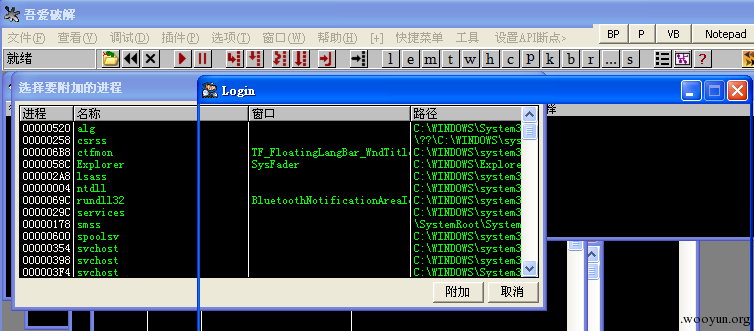 吾爱破解
文件(F) 查看(V) 调试(D) 插件(P) 选项(T) 窗口(W) 帮助(H) [+] 快捷菜单 工具 设置API断点> BP P VB Notepad
就绪 l e m t w h c p k b r ... s
选择要附加的进程
Login
进程 名称 窗口 路径
00000520 alg C:\WINDOWS\System3
00000258 csrss \??\C:\WINDOWS\sys
000006B8 ctfmon TF_FloatingLangBar_WndTitl C:\WINDOWS\system3
0000058C Explorer SysFader C:\WINDOWS\Explore
000002A8 lsass C:\WINDOWS\system3
00000004 ntdll C:\WINDOWS\system3
0000069C rundll32 BluetoothNotificationAreaI C:\WINDOWS\system3
0000029C services C:\WINDOWS\system3
00000178 smss \SystemRoot\System
00000600 spoolsv C:\WINDOWS\system3
00000354 svchost C:\WINDOWS\system3
00000398 svchost C:\WINDOWS\system3
000003F4 svchost C:\WINDOWS\System3
附加 取消
.wooyun.org